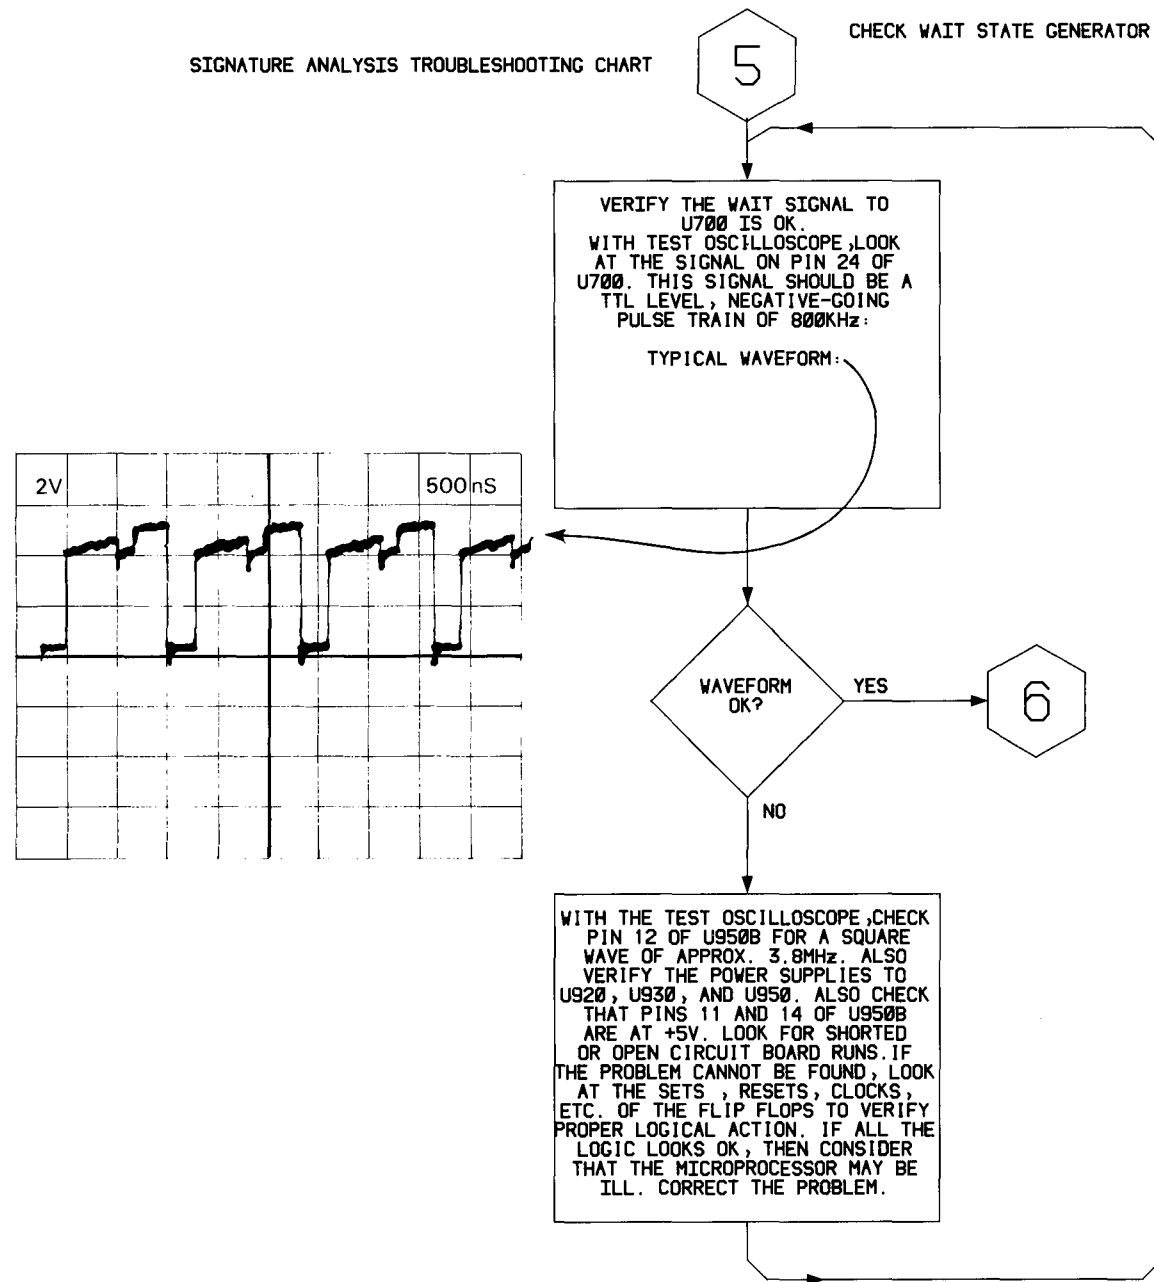 CHECK WAIT STATE GENERATOR
SIGNATURE ANALYSIS TROUBLESHOOTING CHART
5
VERIFY THE WAIT SIGNAL TO
U700 IS OK.
WITH TEST OSCILLOSCOPE,LOOK
AT THE SIGNAL ON PIN 24 OF
U700. THIS SIGNAL SHOULD BE A
TTL LEVEL, NEGATIVE-GOING
PULSE TRAIN OF 800KHz:
TYPICAL WAVEFORM:
2V
500nS
WAVEFORM
OK?
YES
6
NO
WITH THE TEST OSCILLOSCOPE,CHECK
PIN 12 OF U950B FOR A SQUARE
WAVE OF APPROX. 3.8MHz. ALSO
VERIFY THE POWER SUPPLIES TO
U920, U930, AND U950. ALSO CHECK
THAT PINS 11 AND 14 OF U950B
ARE AT +5V. LOOK FOR SHORTED
OR OPEN CIRCUIT BOARD RUNS.IF
THE PROBLEM CANNOT BE FOUND, LOOK
AT THE SETS , RESETS, CLOCKS,
ETC. OF THE FLIP FLOPS TO VERIFY
PROPER LOGICAL ACTION. IF ALL THE
LOGIC LOOKS OK, THEN CONSIDER
THAT THE MICROPROCESSOR MAY BE
ILL. CORRECT THE PROBLEM.